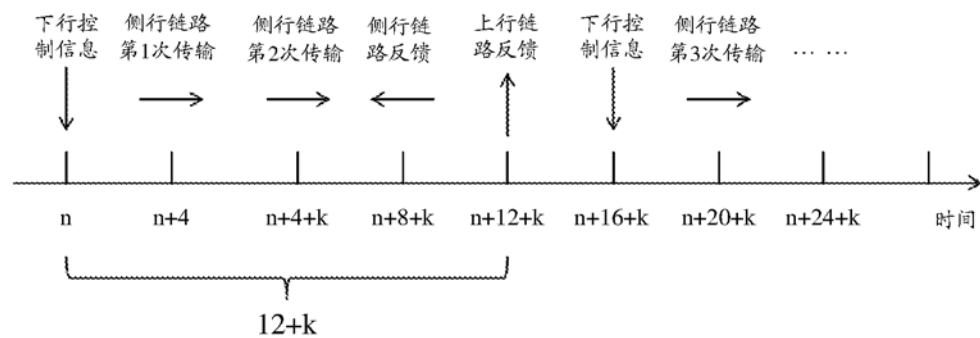 下行控 侧行链路 侧行链路 侧行链 上行链 下行控 侧行链路
制信息 第1次传输 第2次传输 路反馈 路反馈 制信息 第3次传输 … …
n n+4 n+4+k n+8+k n+12+k n+16+k n+20+k n+24+k 时间
12+k